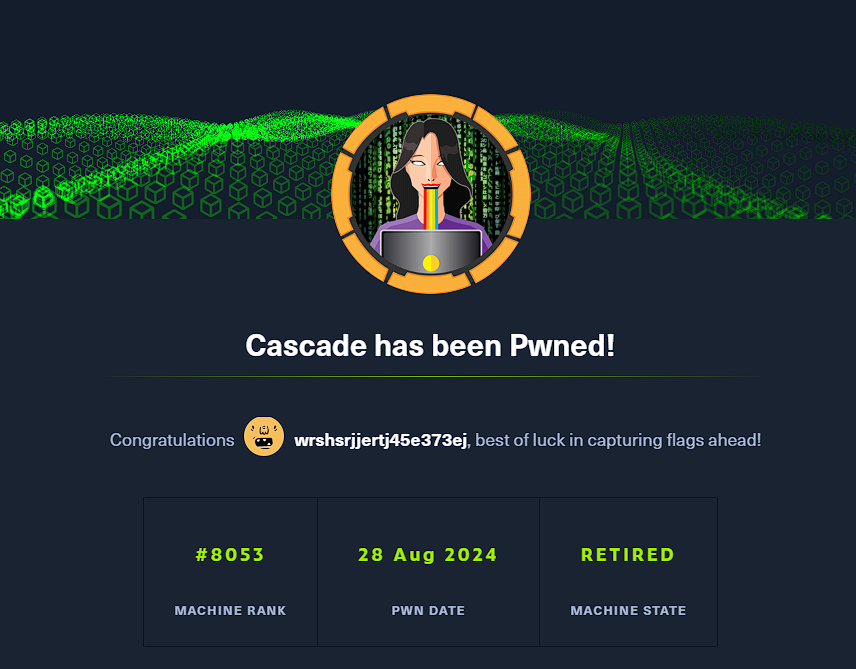 Cascade has been Pwned!
Congratulations wrshsrjjertj45e373ej, best of luck in capturing flags ahead!
#8053 28 Aug 2024 RETIRED
MACHINE RANK PWN DATE MACHINE STATE